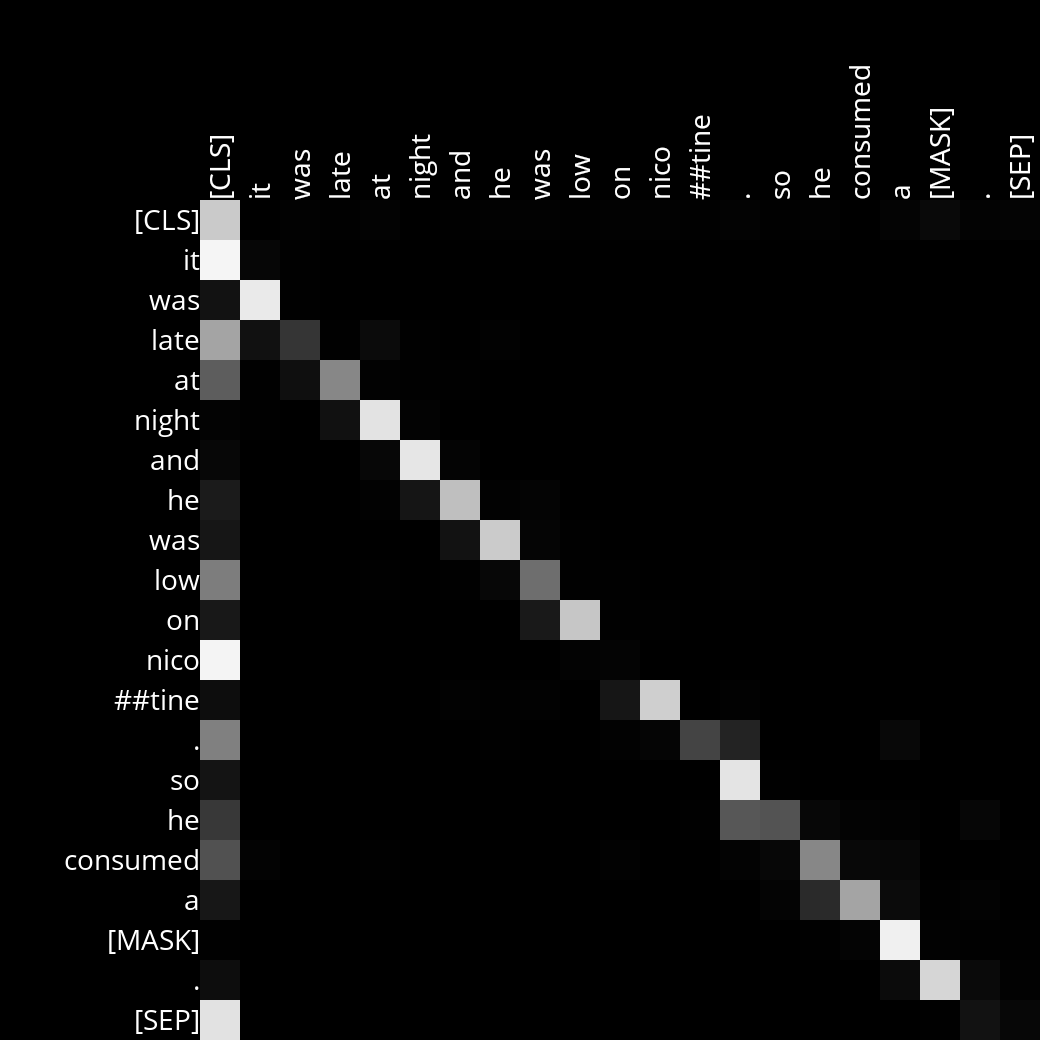 [CLS] it was late at night and he was low on nico ##tine . so he consumed a [MASK] . [SEP]
[CLS]
it
was
late
at
night
and
he
was
low
on
nico
##tine
.
so
he
consumed
a
[MASK]
.
[SEP]